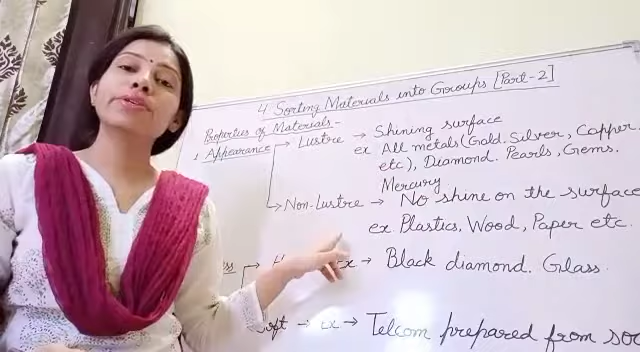 4. Sorting Materials into Groups [Part-2]
Properties of Materials-
1. Appearance → Lustre → Shining surface
ex All metals (Gold, Silver, Copper,
etc), Diamond. Pearls, Gems.
Mercury
→ Non-Lustre → No shine on the surface
ex. Plastics, Wood, Paper etc.
ex → Black diamond. Glass
ex → Telcom prepared from